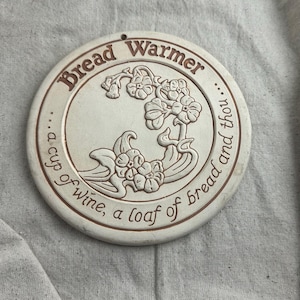 Bread Warmer
...a cup of wine, a loaf of bread and thou...